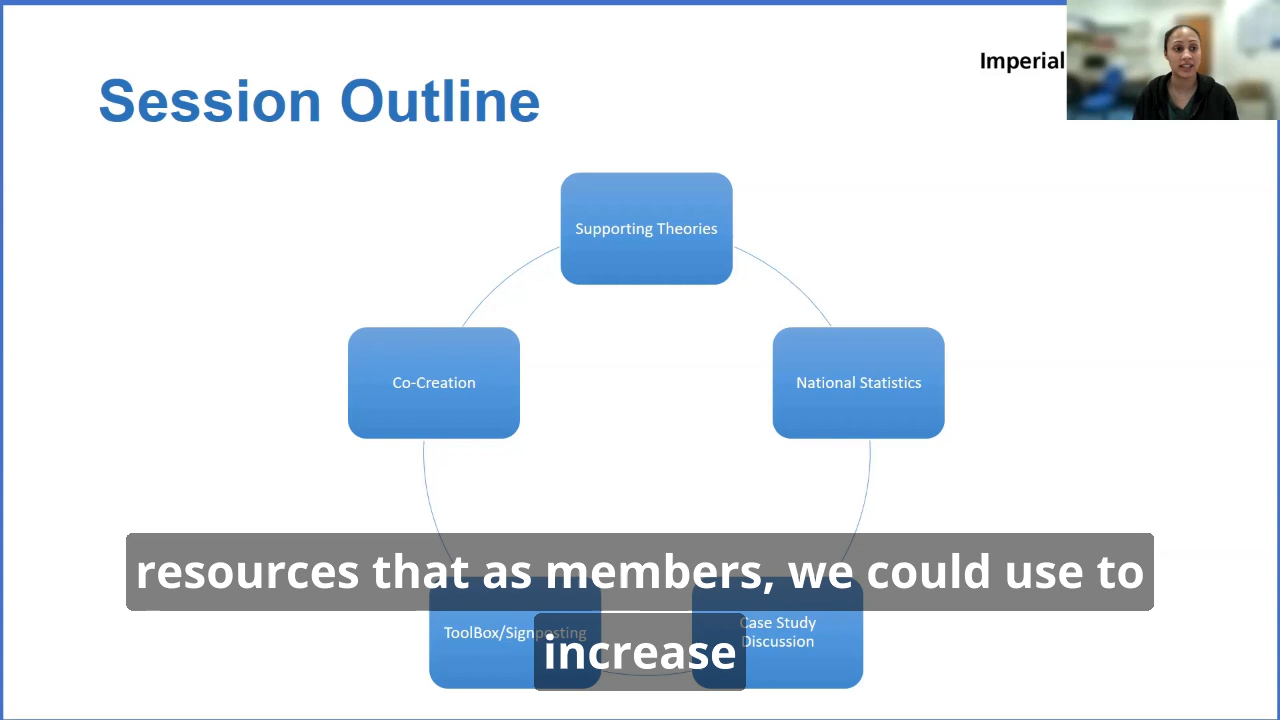 Imperial
Session Outline
Supporting Theories
Co-Creation
National Statistics
resources that as members, we could use to
increase
ToolBox/Signposting
Case Study
Discussion